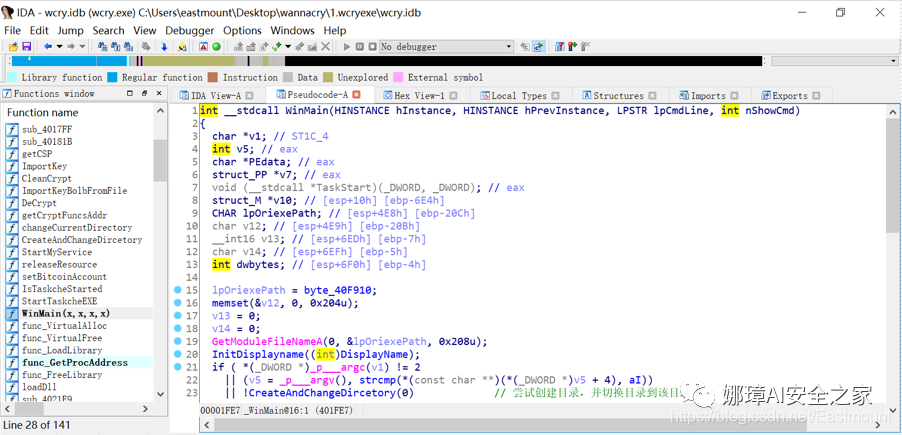 IDA - wcry.idb (wcry.exe) C:\Users\eastmount\Desktop\wannacry\1.wcryexe\wcry.idb
File Edit Jump Search View Debugger Options Windows Help
No debugger
Library function Regular function Instruction Data Unexplored External symbol
Functions window
IDA View-A Pseudocode-A Hex View-1 Local Types Structures Imports Exports
Function name
sub_4017FF
sub_40181B
getCSP
ImportKey
CleanCrypt
ImportKeyBolbFromFile
DeCrypt
getCryptFuncsAddr
changeCurrentDirectory
CreateAndChangeDircetory
StartMyService
releaseResource
setBitcoinAccount
IsTaskcheStarted
StartTaskcheEXE
WinMain(x,x,x,x)
func_VirtualAlloc
func_VirtualFree
func_LoadLibrary
func_GetProcAddress
func_FreeLibrary
loadDll
sub_4021E9
Line 28 of 141
1 int __stdcall WinMain(HINSTANCE hInstance, HINSTANCE hPrevInstance, LPSTR lpCmdLine, int nShowCmd)
2 {
3 char *v1; // ST1C_4
4 int v5; // eax
5 char *PEdata; // eax
6 struct_PP *v7; // eax
7 void (__stdcall *TaskStart)(_DWORD, _DWORD); // eax
8 struct_M *v10; // [esp+10h] [ebp-6E4h]
9 CHAR lpOriexePath; // [esp+4E8h] [ebp-20Ch]
10 char v12; // [esp+4E9h] [ebp-20Bh]
11 __int16 v13; // [esp+6EDh] [ebp-7h]
12 char v14; // [esp+6EFh] [ebp-5h]
13 int dwbytes; // [esp+6F0h] [ebp-4h]
14
15 lpOriexePath = byte_40F910;
16 memset(&v12, 0, 0x204u);
17 v13 = 0;
18 v14 = 0;
19 GetModuleFileNameA(0, &lpOriexePath, 0x208u);
20 InitDisplayname((int)DisplayName);
21 if ( *(_DWORD *)_p___argc(v1) != 2
22 || (v5 = _p___argv(), strcmp(*(const char **)(*(_DWORD *)v5 + 4), aI))
23 || !CreateAndChangDircetory(0) // 尝试创建目录，并切换目录到该目
00001FE7 _WinMain@16:1 (401FE7)
娜璋AI安全之家
https://blog.csdn.net/Eastmount